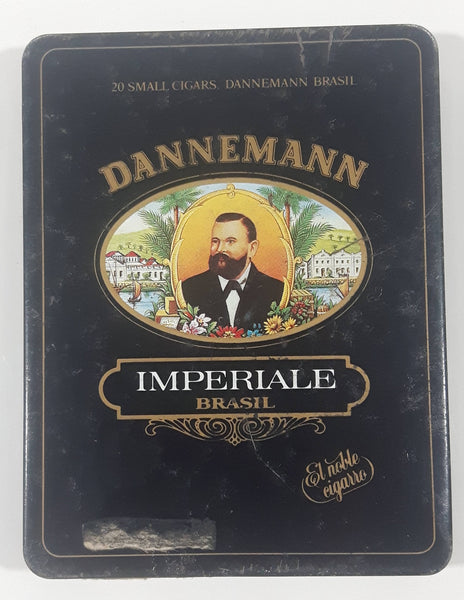 20 SMALL CIGARS, DANNEMANN BRASIL
DANNEMANN
IMPERIALE
BRASIL
El noble
cigarro